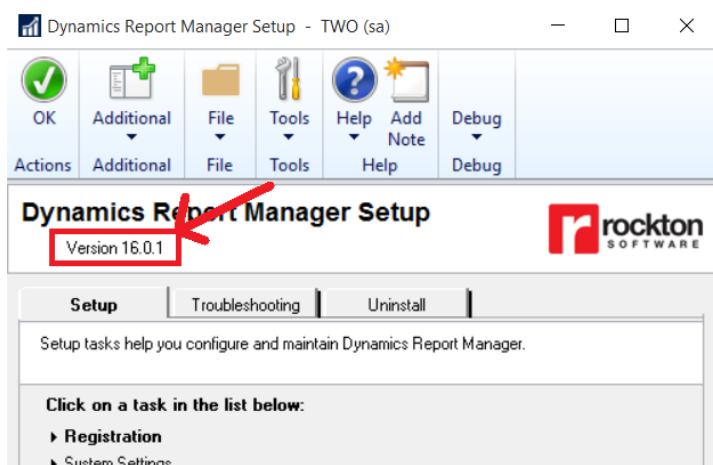 Dynamics Report Manager Setup  -  TWO (sa)
OK Additional File Tools Help Add Note Debug
Actions Additional File Tools Help Debug
Dynamics Report Manager Setup
Version 16.0.1
rockton
SOFTWARE
Setup Troubleshooting Uninstall
Setup tasks help you configure and maintain Dynamics Report Manager.
Click on a task in the list below:
Registration
System Settings